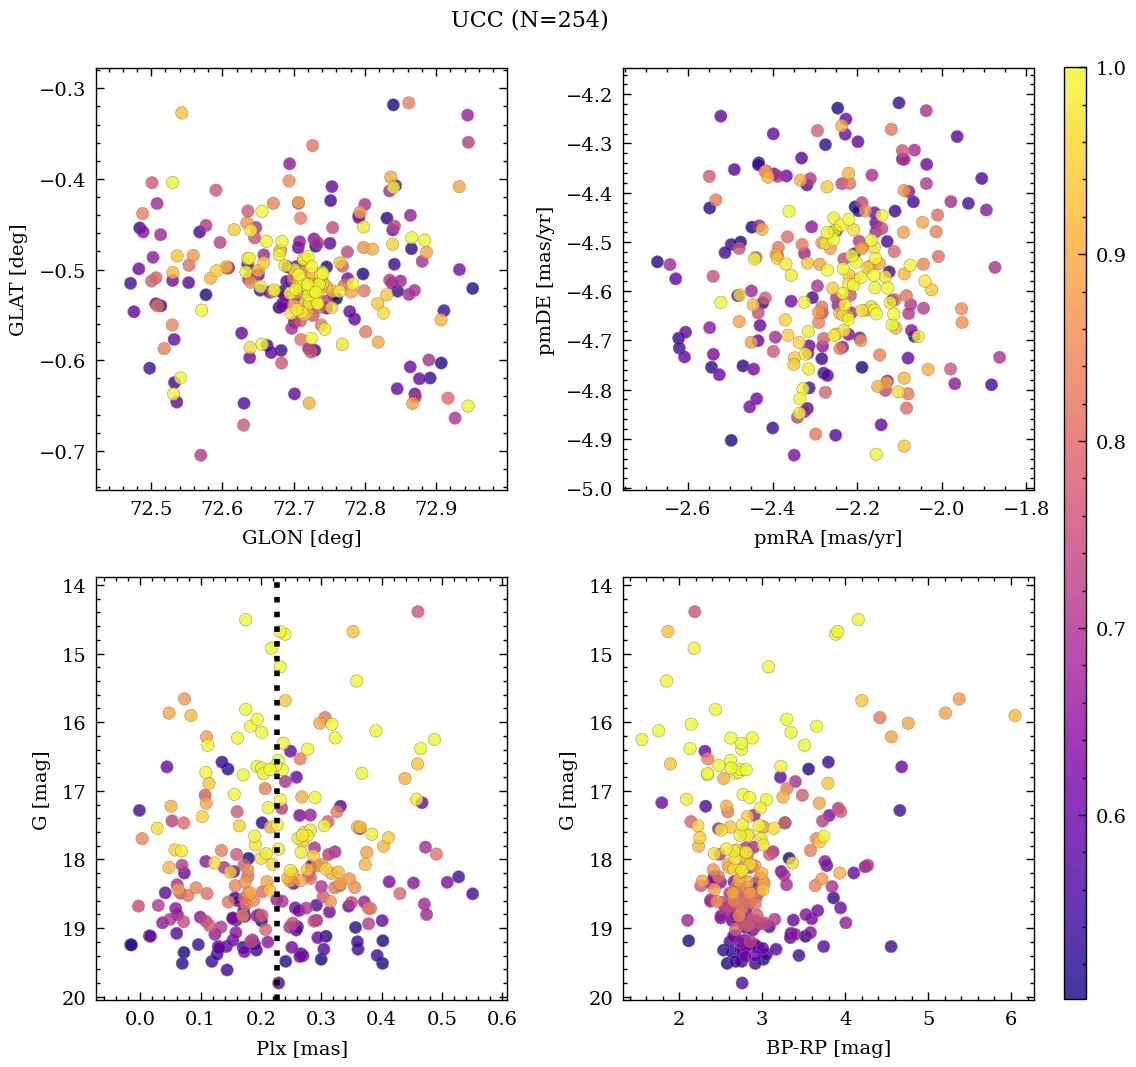 UCC (N=254)
−0.3
−0.4
−0.5
−0.6
−0.7
GLAT [deg]
72.5 72.6 72.7 72.8 72.9
GLON [deg]
−4.2
−4.3
−4.4
−4.5
−4.6
−4.7
−4.8
−4.9
−5.0
pmDE [mas/yr]
−2.6 −2.4 −2.2 −2.0 −1.8
pmRA [mas/yr]
14
15
16
17
18
19
20
G [mag]
0.0 0.1 0.2 0.3 0.4 0.5 0.6
Plx [mas]
14
15
16
17
18
19
20
G [mag]
2 3 4 5 6
BP-RP [mag]
1.0
0.9
0.8
0.7
0.6